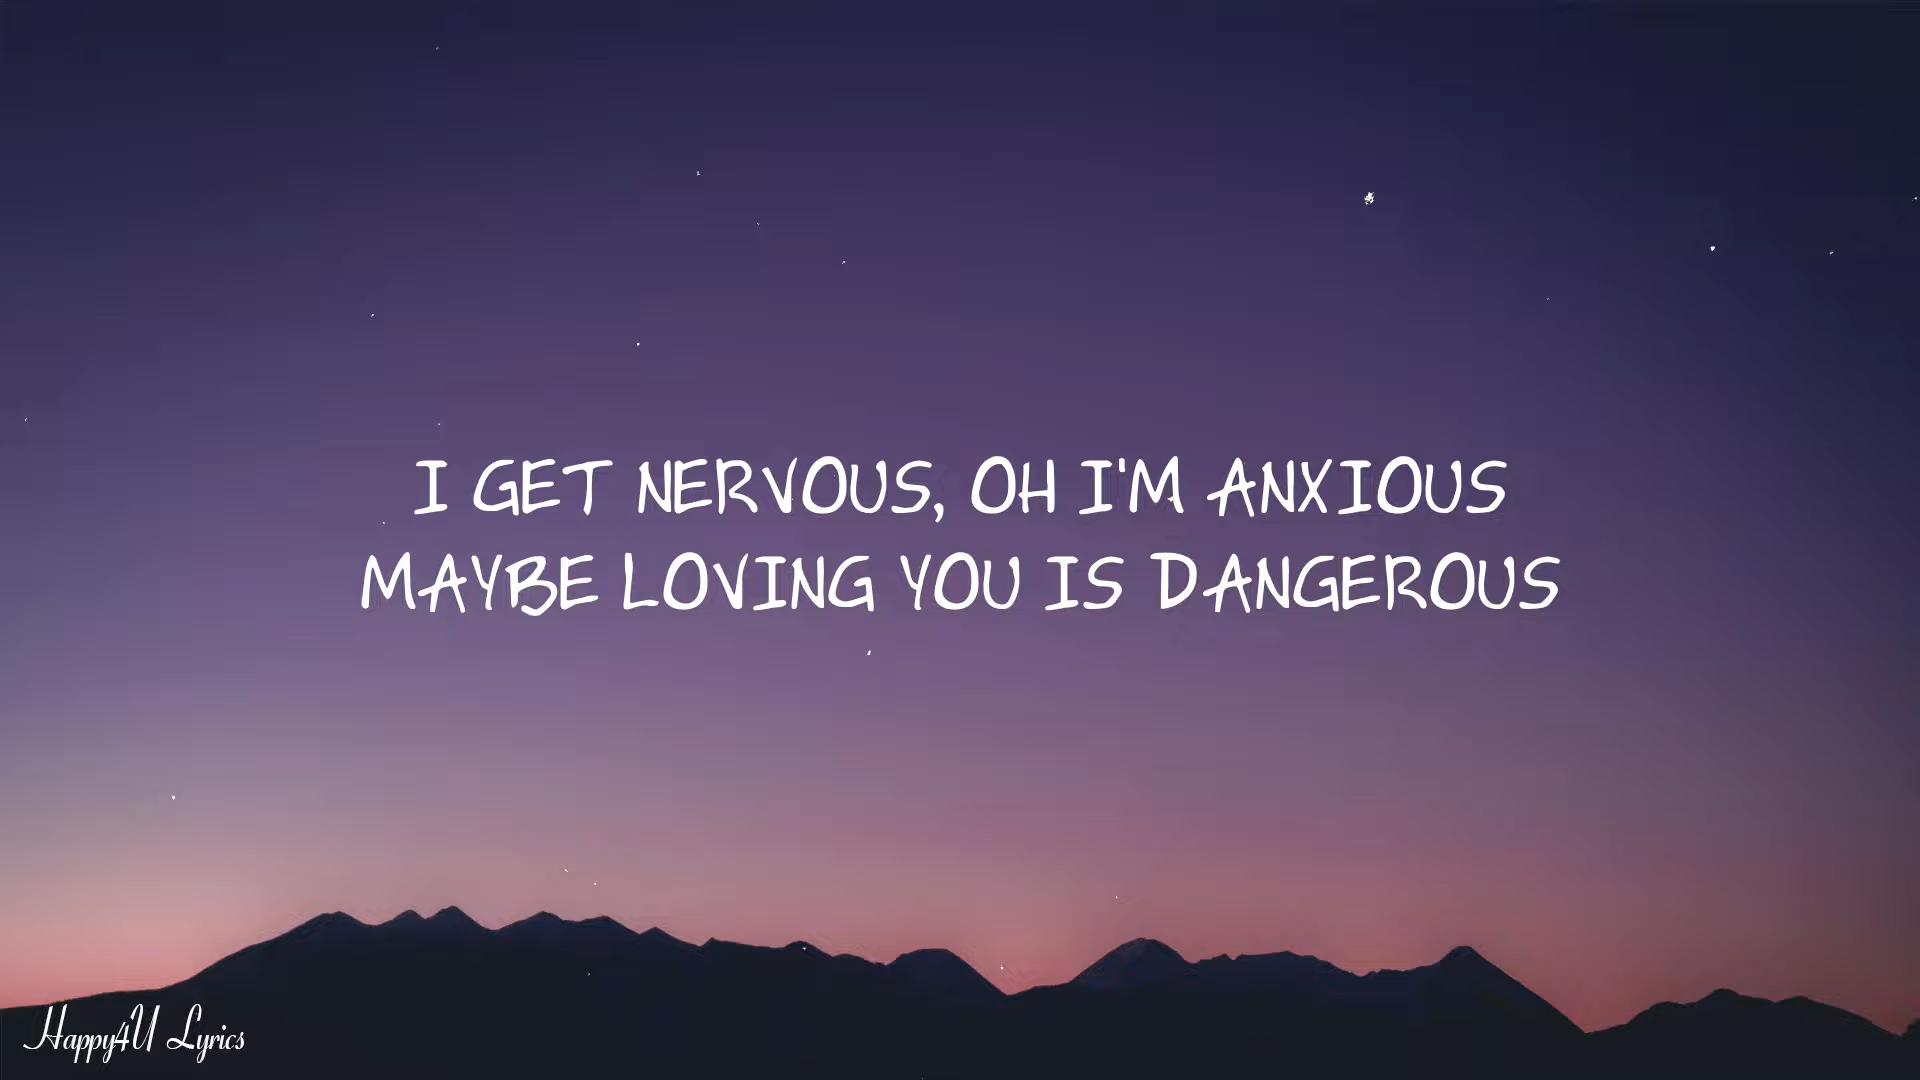 I GET NERVOUS, OH I'M ANXIOUS
MAYBE LOVING YOU IS DANGEROUS
Happy4U Lyrics